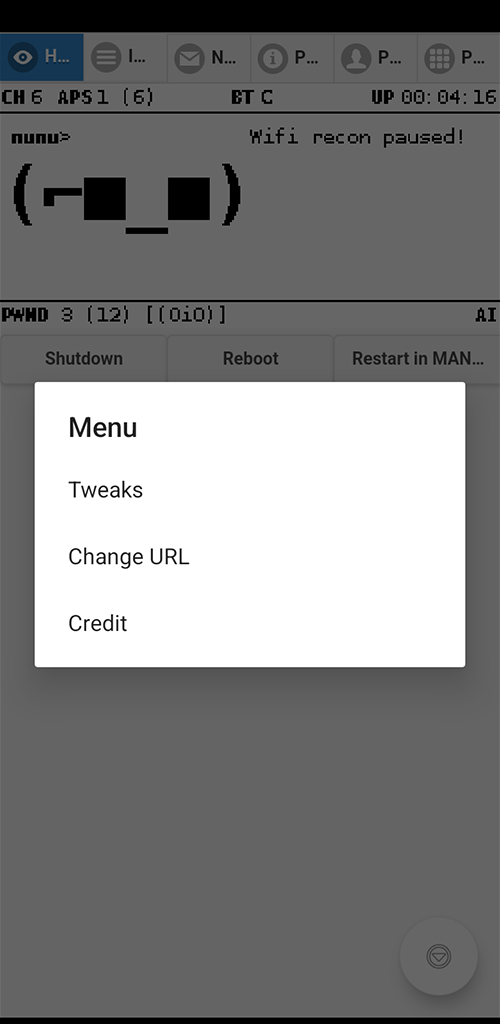 H... I... N... P... P... P...
CH 6 APS 1 (6) BT C UP 00:04:16
nunu> Wifi recon paused!
(⌐■_■)
PWND 3 (12) [(0i0)] AI
Shutdown Reboot Restart in MAN...
Menu
Tweaks
Change URL
Credit